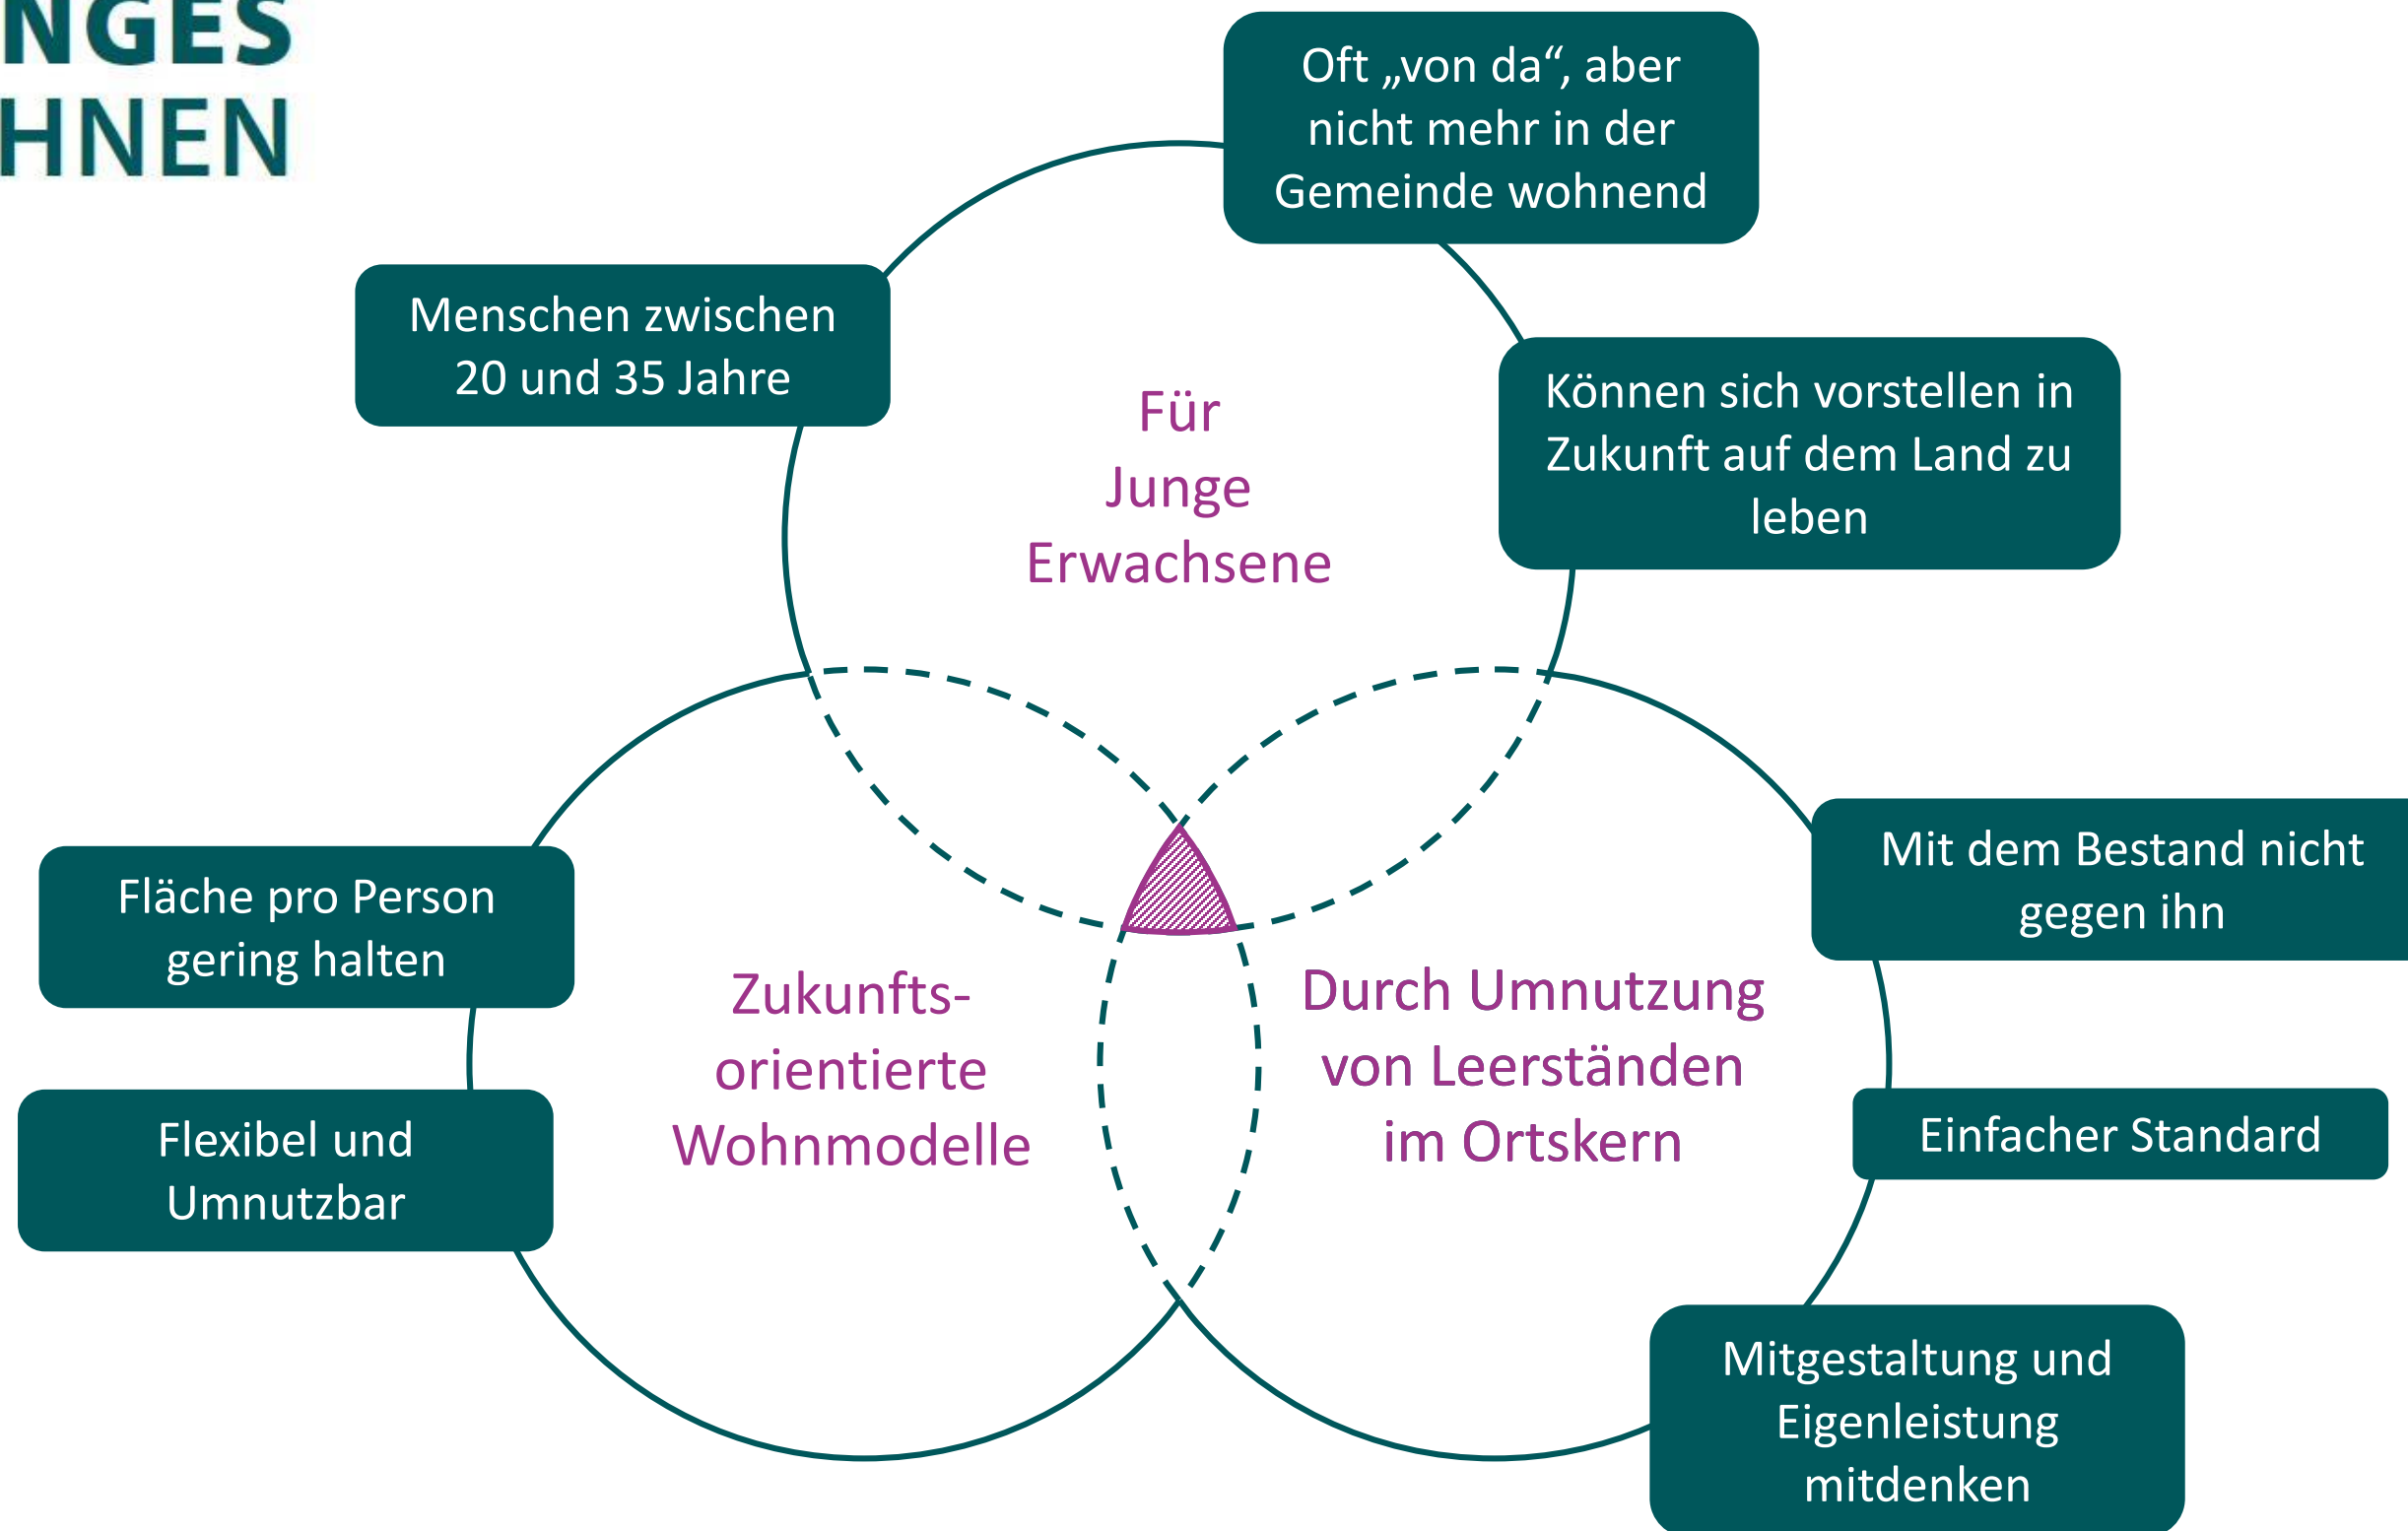 NGES
HNEN
Oft „von da“, aber
nicht mehr in der
Gemeinde wohnend
Menschen zwischen
20 und 35 Jahre
Können sich vorstellen in
Zukunft auf dem Land zu
leben
Für
Junge
Erwachsene
Fläche pro Person
gering halten
Flexibel und
Umnutzbar
Zukunfts-
orientierte
Wohnmodelle
Durch Umnutzung
von Leerständen
im Ortskern
Mit dem Bestand nicht
gegen ihn
Einfacher Standard
Mitgestaltung und
Eigenleistung
mitdenken